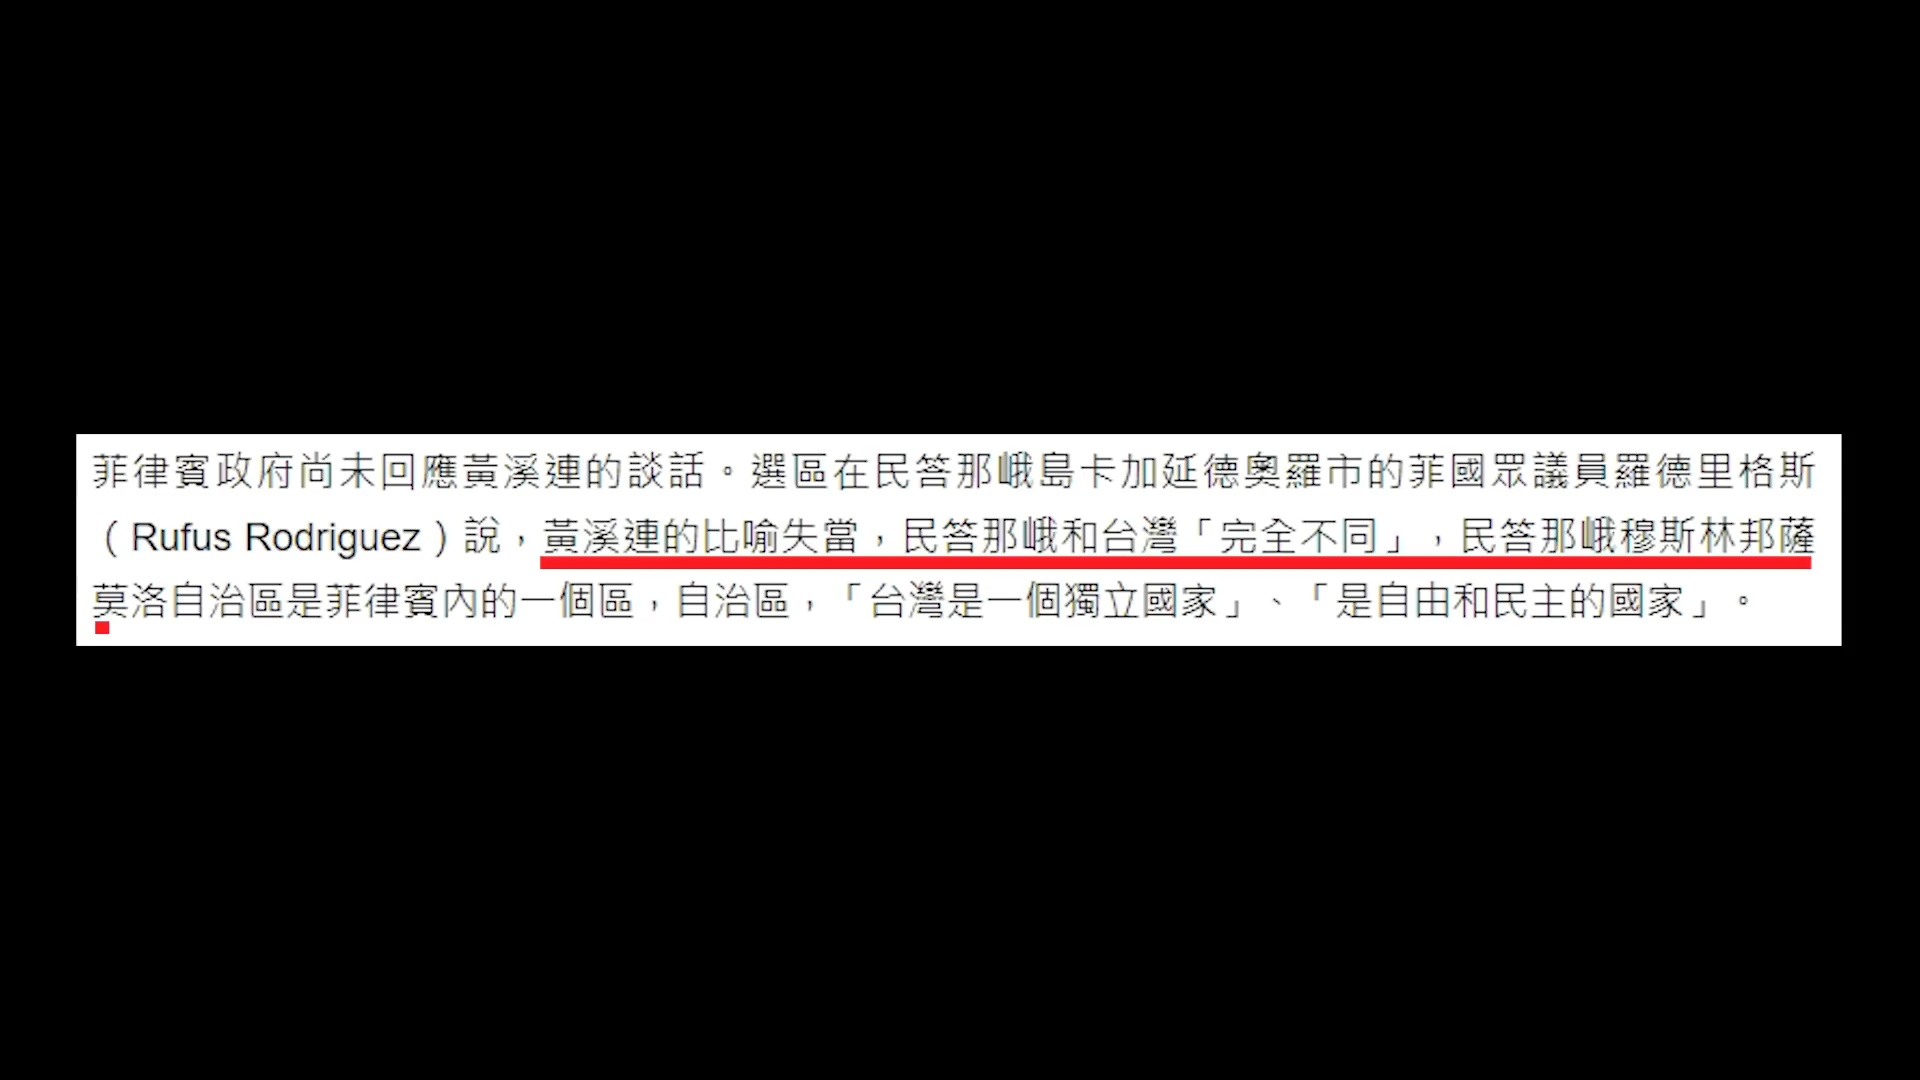 菲律賓政府尚未回應黃溪連的談話。選區在民答那峨島卡加延德奧羅市的菲國眾議員羅德里格斯
（Rufus Rodriguez）說，黃溪連的比喻失當，民答那峨和台灣「完全不同」，民答那峨穆斯林邦薩
莫洛自治區是菲律賓內的一個區，自治區，「台灣是一個獨立國家」、「是自由和民主的國家」。